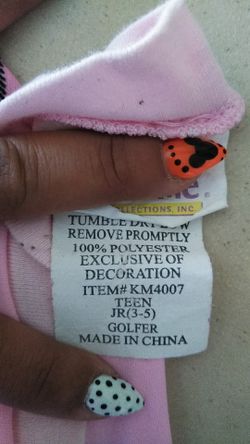 LLECTIONS, INC.
TUMBLE DRY LOW
REMOVE PROMPTLY
100% POLYESTER
EXCLUSIVE OF
DECORATION
ITEM# KM4007
TEEN
JR(3-5)
GOLFER
MADE IN CHINA